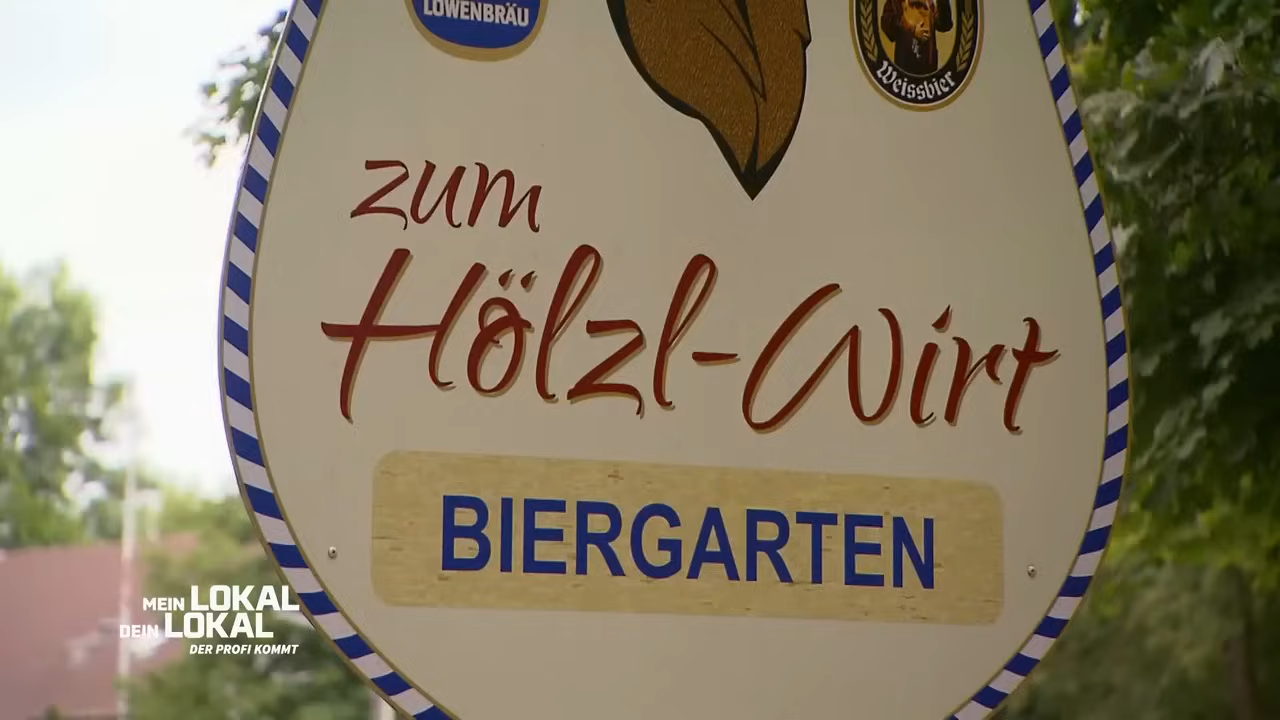 LÖWENBRÄU
Weissbier
zum
Hölzl-Wirt
BIERGARTEN
MEIN LOKAL
DEIN LOKAL
DER PROFI KOMMT